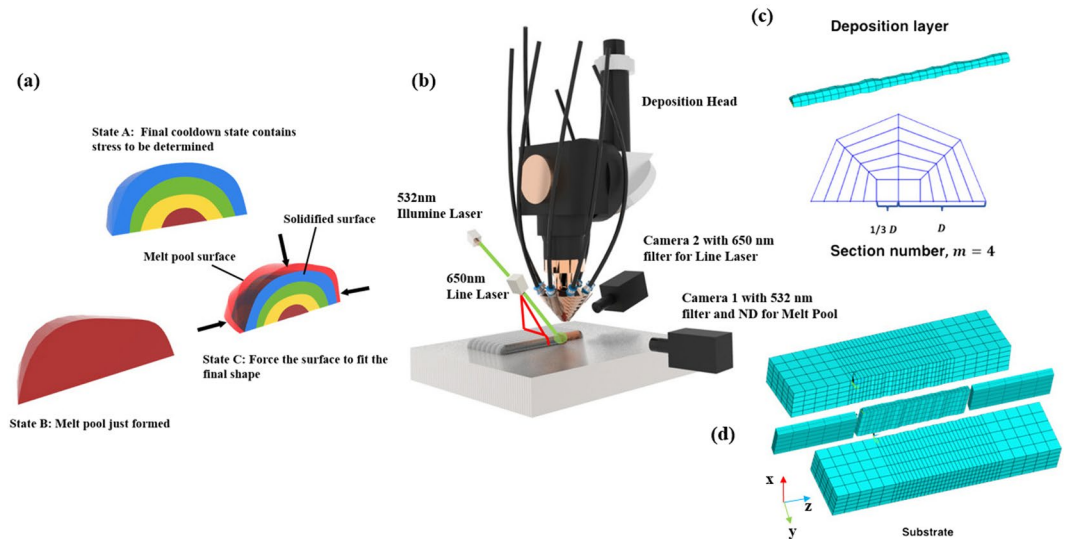 (a)
State A:  Final cooldown state contains
stress to be determined
Solidified surface
Melt pool surface
State C: Force the surface to fit the
final shape
State B: Melt pool just formed
(b)
Deposition Head
532nm
Illumine Laser
650nm
Line Laser
Camera 2 with 650 nm
filter for Line Laser
Camera 1 with 532 nm
filter and ND for Melt Pool
(c)
Deposition layer
1/3 D
D
Section number, m = 4
(d)
x
z
y
Substrate